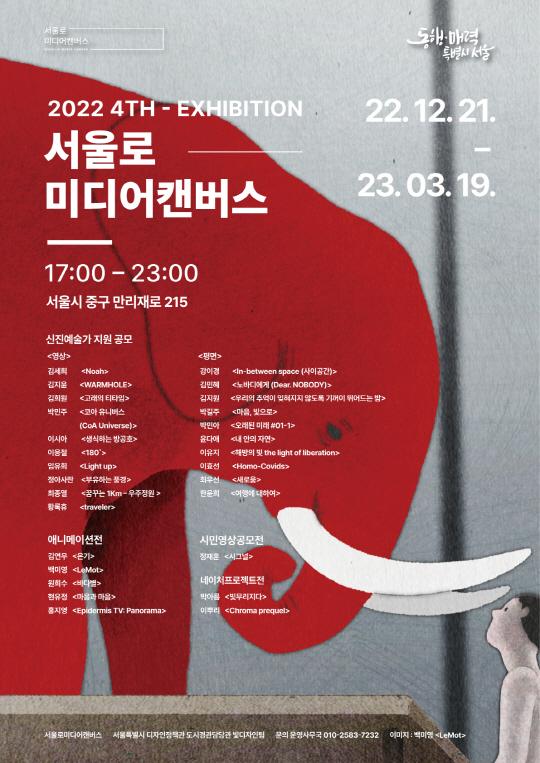 서울로
미디어캔버스
동행·매력
특별시 서울
2022 4TH - EXHIBITION
서울로
미디어캔버스
22. 12. 21.
–
23. 03. 19.
17:00 – 23:00
서울시 중구 만리재로 215
신진예술가 지원 공모
<영상>
김세희 <Noah>
김지윤 <WARMHOLE>
김희원 <고래의 티타임>
박민주 <코아 유니버스
(CoA Universe)>
이시아 <생식하는 방공호>
이응철 <180˚>
임유희 <Light up>
정아사란 <부유하는 풍경>
최종열 <꿈꾸는 1Km – 우주정원 >
황록휴 <traveler>
<평면>
강이경 <In-between space (사이공간)>
김민혜 <노바디에게 (Dear. NOBODY)>
김지원 <우리의 추억이 잊혀지지 않도록 기꺼이 뛰어드는 밤>
박길주 <마음, 빛으로>
박민아 <오래된 미래 #01-1>
윤다애 <내 안의 자연>
이유지 <해방의 빛 the light of liberation>
이효선 <Homo-Covids>
최우선 <새로움>
한운희 <여행에 대하여>
애니메이션전
김연우 <온기>
백미영 <LeMot>
원희수 <바다별>
현유정 <마음과 마음>
홍지영 <Epidermis TV: Panorama>
시민영상공모전
정재훈 <시그널>
네이처프로젝트전
박아름 <빛무리지다>
이뿌리 <Chroma prequel>
서울로미디어캔버스 서울특별시 디자인정책관 도시경관담당관 빛디자인팀 문의 운영사무국 010-2583-7232 이미지 : 백미영 <LeMot>